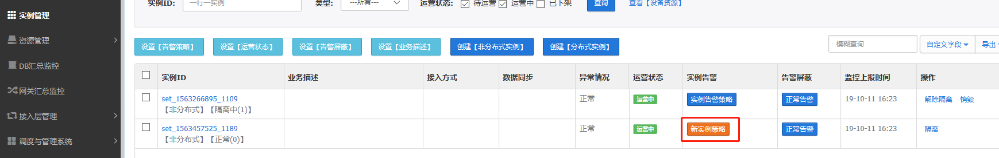 实例管理
资源管理
DB汇总监控
网关汇总监控
接入层管理
调度与管理系统
实例ID: 一行一实例 类型: ---所有--- 运营状态: 待运营 运营中 已下架 查询 查看【设备资源】
设置【告警策略】 设置【运营状态】 设置【告警屏蔽】 设置【业务描述】 创建【非分布式实例】 创建【分布式实例】 模糊查询 自定义字段 导出
实例ID 业务描述 接入方式 数据同步 异常情况 运营状态 实例告警 告警屏蔽 监控上报时间 操作
set_1563266895_1109 正常 运营中 实例告警策略 正常告警 19-10-11 16:23 解除隔离 销毁
【非分布式】【隔离中(1)】
set_1563457525_1189 正常 运营中 新实例策略 正常告警 19-10-11 16:23 隔离
【非分布式】【正常(0)】